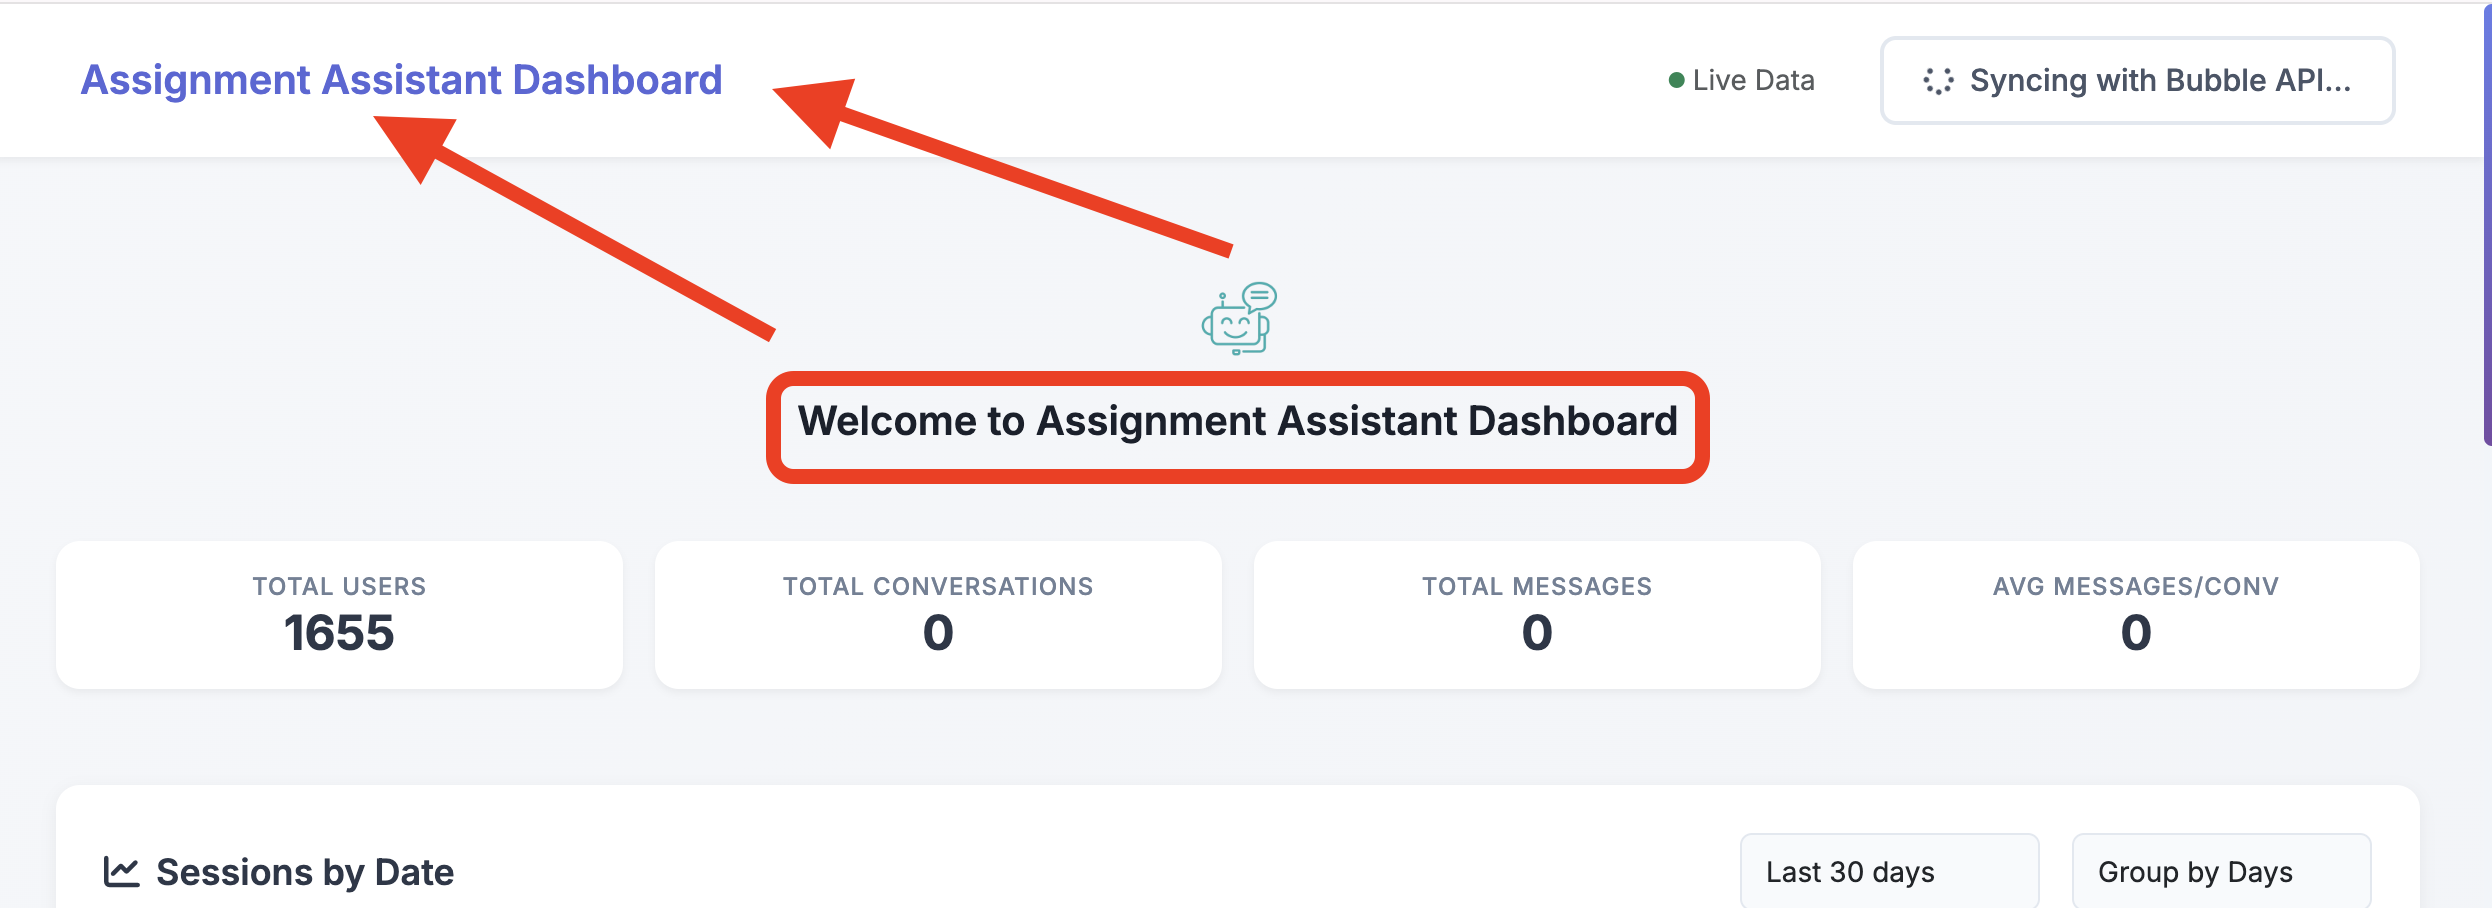 Assignment Assistant Dashboard
Live Data
Syncing with Bubble API...
Welcome to Assignment Assistant Dashboard
TOTAL USERS
1655
TOTAL CONVERSATIONS
0
TOTAL MESSAGES
0
AVG MESSAGES/CONV
0
Sessions by Date
Last 30 days
Group by Days